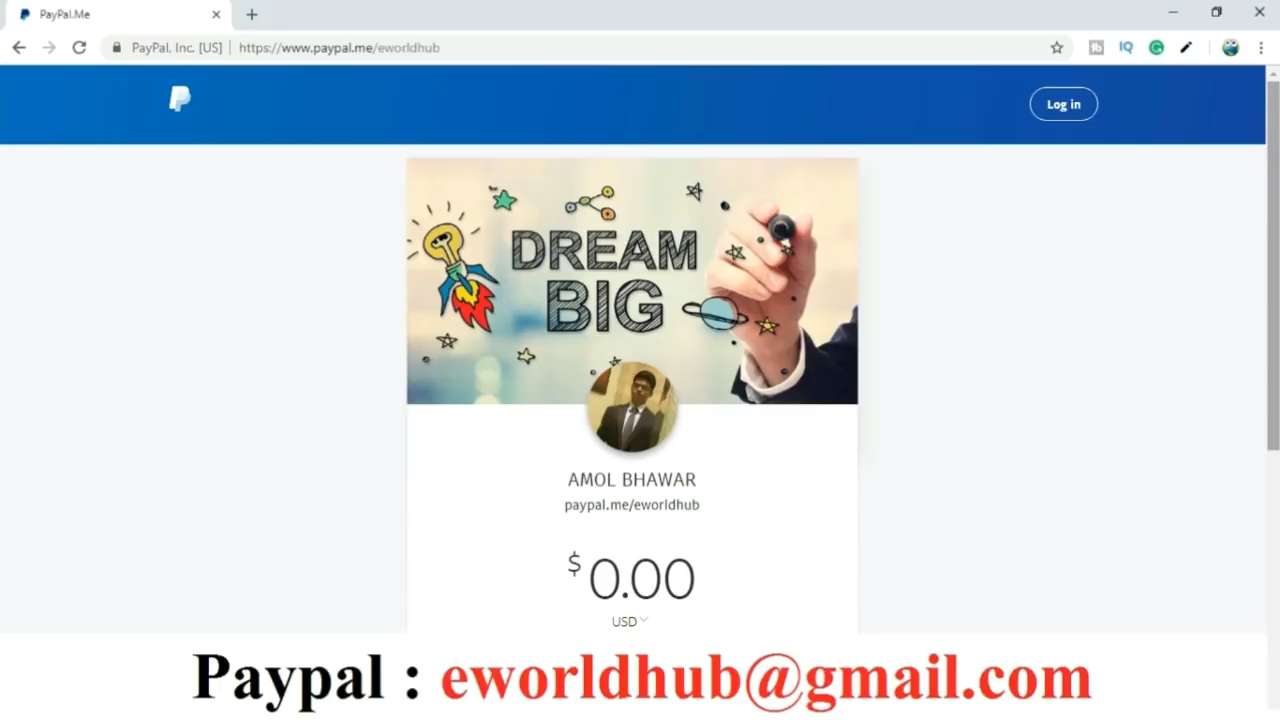 PayPal.Me
PayPal, Inc. [US] | https://www.paypal.me/eworldhub
IQ
Log in
DREAM
BIG
AMOL BHAWAR
paypal.me/eworldhub
$ 0.00
USD
Paypal : eworldhub@gmail.com